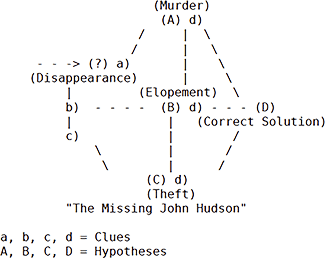 (Murder)
(A) d)
- - -> (?) a)
(Disappearance)
(Elopement)
b) - - - - (B) d) - - - (D)
(Correct Solution)
c)
(C) d)
(Theft)
"The Missing John Hudson"
a, b, c, d = Clues
A, B, C, D = Hypotheses